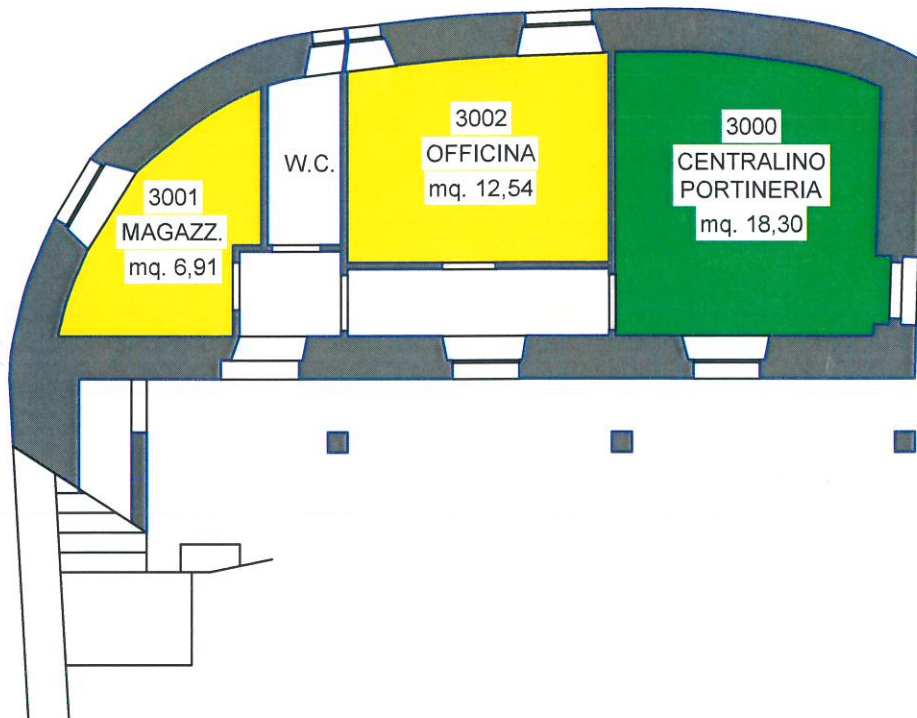 3001
MAGAZZ.
mq. 6,91
W.C.
3002
OFFICINA
mq. 12,54
3000
CENTRALINO
PORTINERIA
mq. 18,30